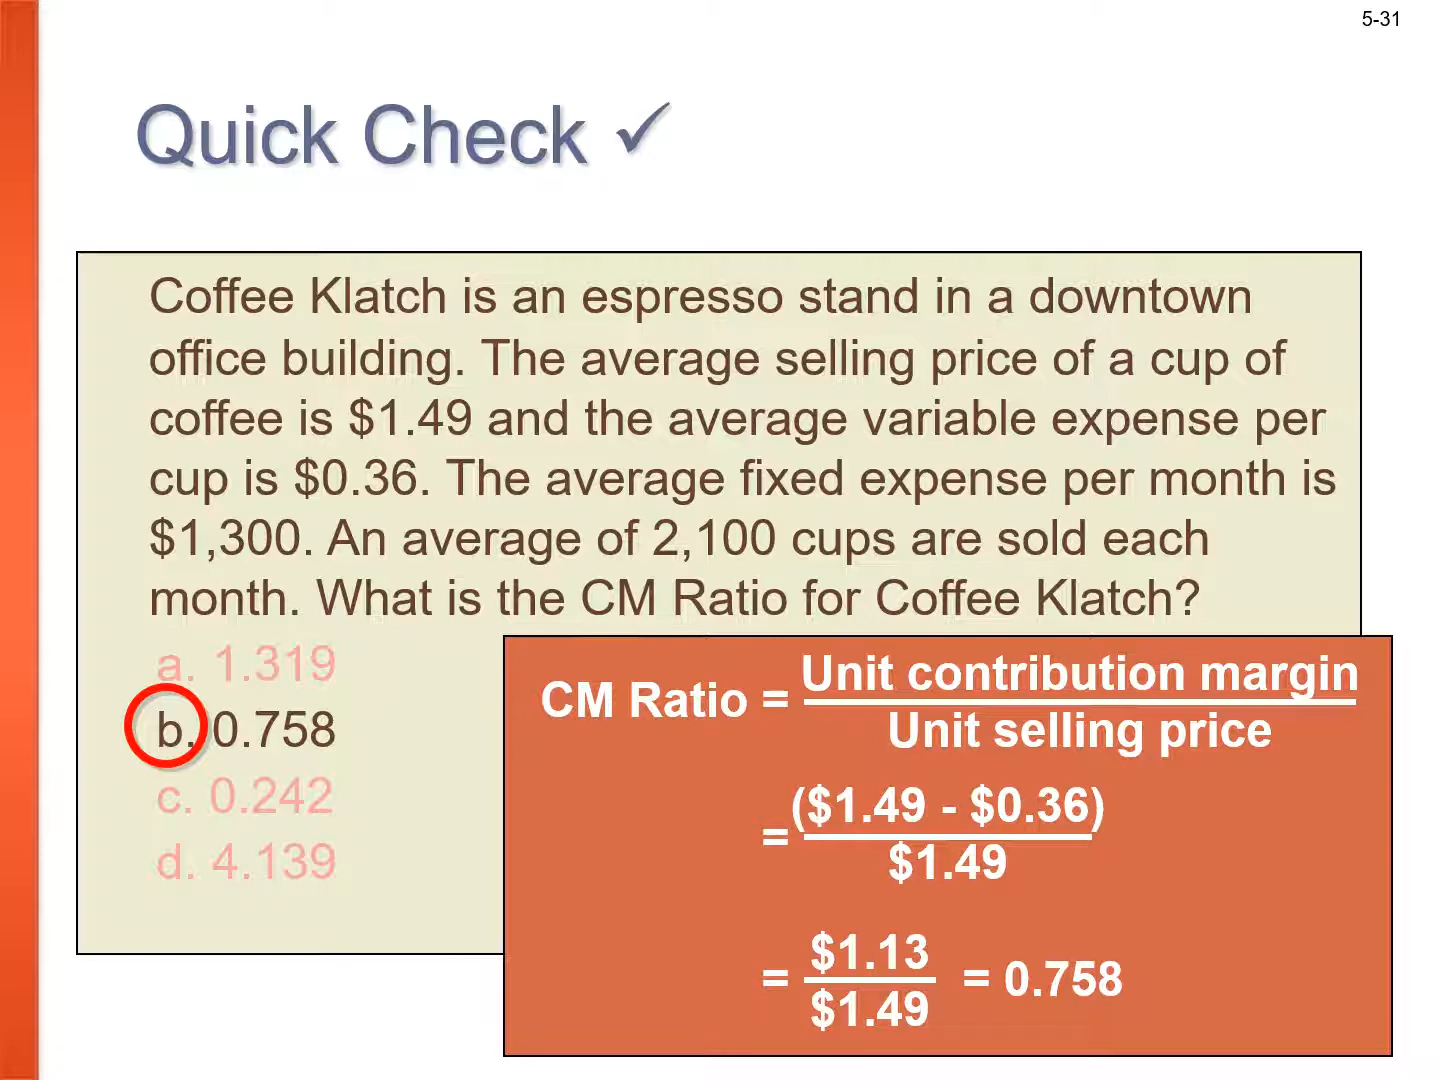 5-31
Quick Check ✓
Coffee Klatch is an espresso stand in a downtown
office building. The average selling price of a cup of
coffee is $1.49 and the average variable expense per
cup is $0.36. The average fixed expense per month is
$1,300. An average of 2,100 cups are sold each
month. What is the CM Ratio for Coffee Klatch?
a. 1.319
b. 0.758
c. 0.242
d. 4.139
CM Ratio = Unit contribution margin
Unit selling price
= ($1.49 - $0.36)
$1.49
= $1.13 = 0.758
$1.49